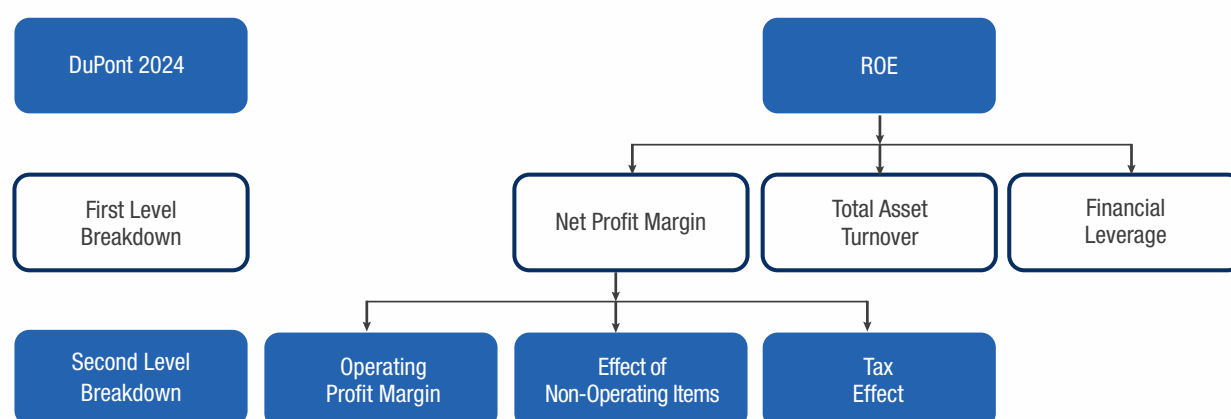 DuPont 2024
ROE
First Level
Breakdown
Net Profit Margin
Total Asset
Turnover
Financial
Leverage
Second Level
Breakdown
Operating
Profit Margin
Effect of
Non-Operating Items
Tax
Effect